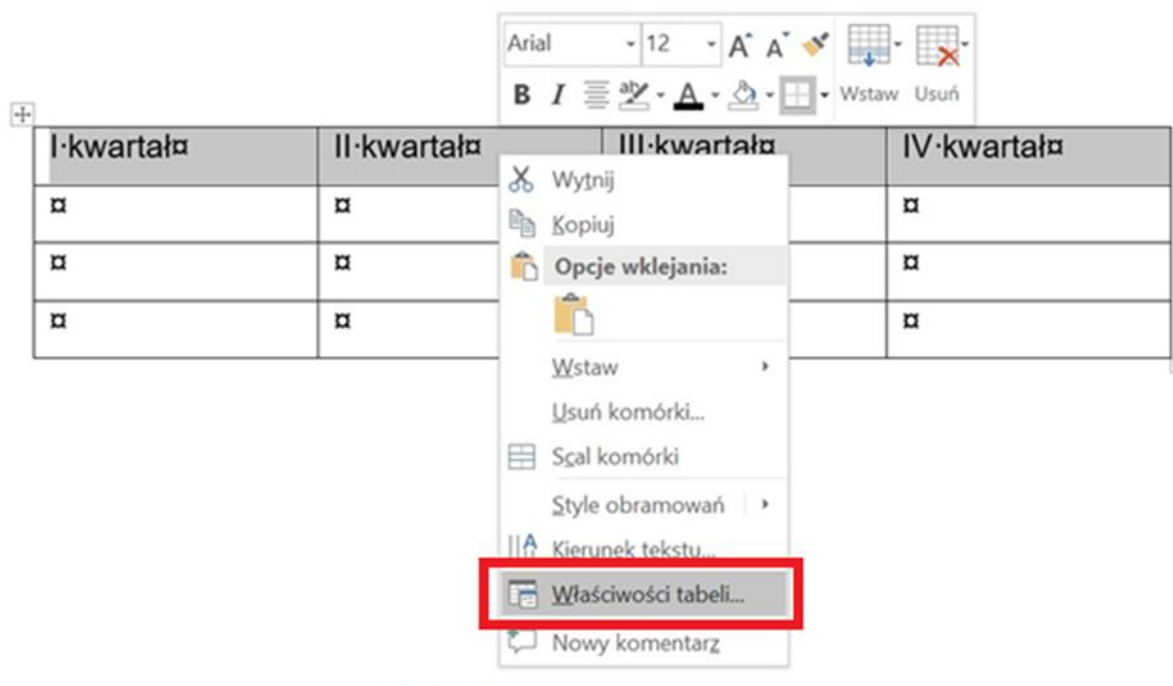 Arial 12 A A
B I ab A Wstaw Usuń
I·kwartał¤ II·kwartał¤ III·kwartał¤ IV·kwartał¤
¤ ¤ ¤
¤ ¤ ¤
¤ ¤ ¤
Wytnij
Kopiuj
Opcje wklejania:
Wstaw
Usuń komórki...
Scal komórki
Style obramowań
Kierunek tekstu...
Właściwości tabeli...
Nowy komentarz